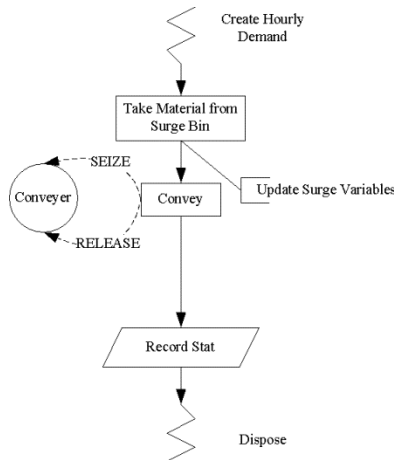 Create Hourly
Demand
Take Material from
Surge Bin
SEIZE
Conveyer
Convey
Update Surge Variables
RELEASE
Record Stat
Dispose